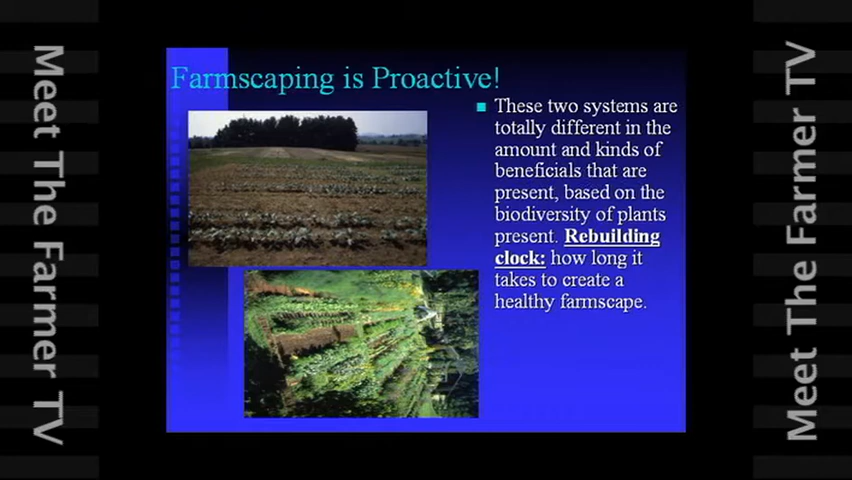 Meet The Farmer TV
Farmscaping is Proactive!
These two systems are
totally different in the
amount and kinds of
beneficials that are
present, based on the
biodiversity of plants
present. Rebuilding
clock: how long it
takes to create a
healthy farmscape.
Meet The Farmer TV